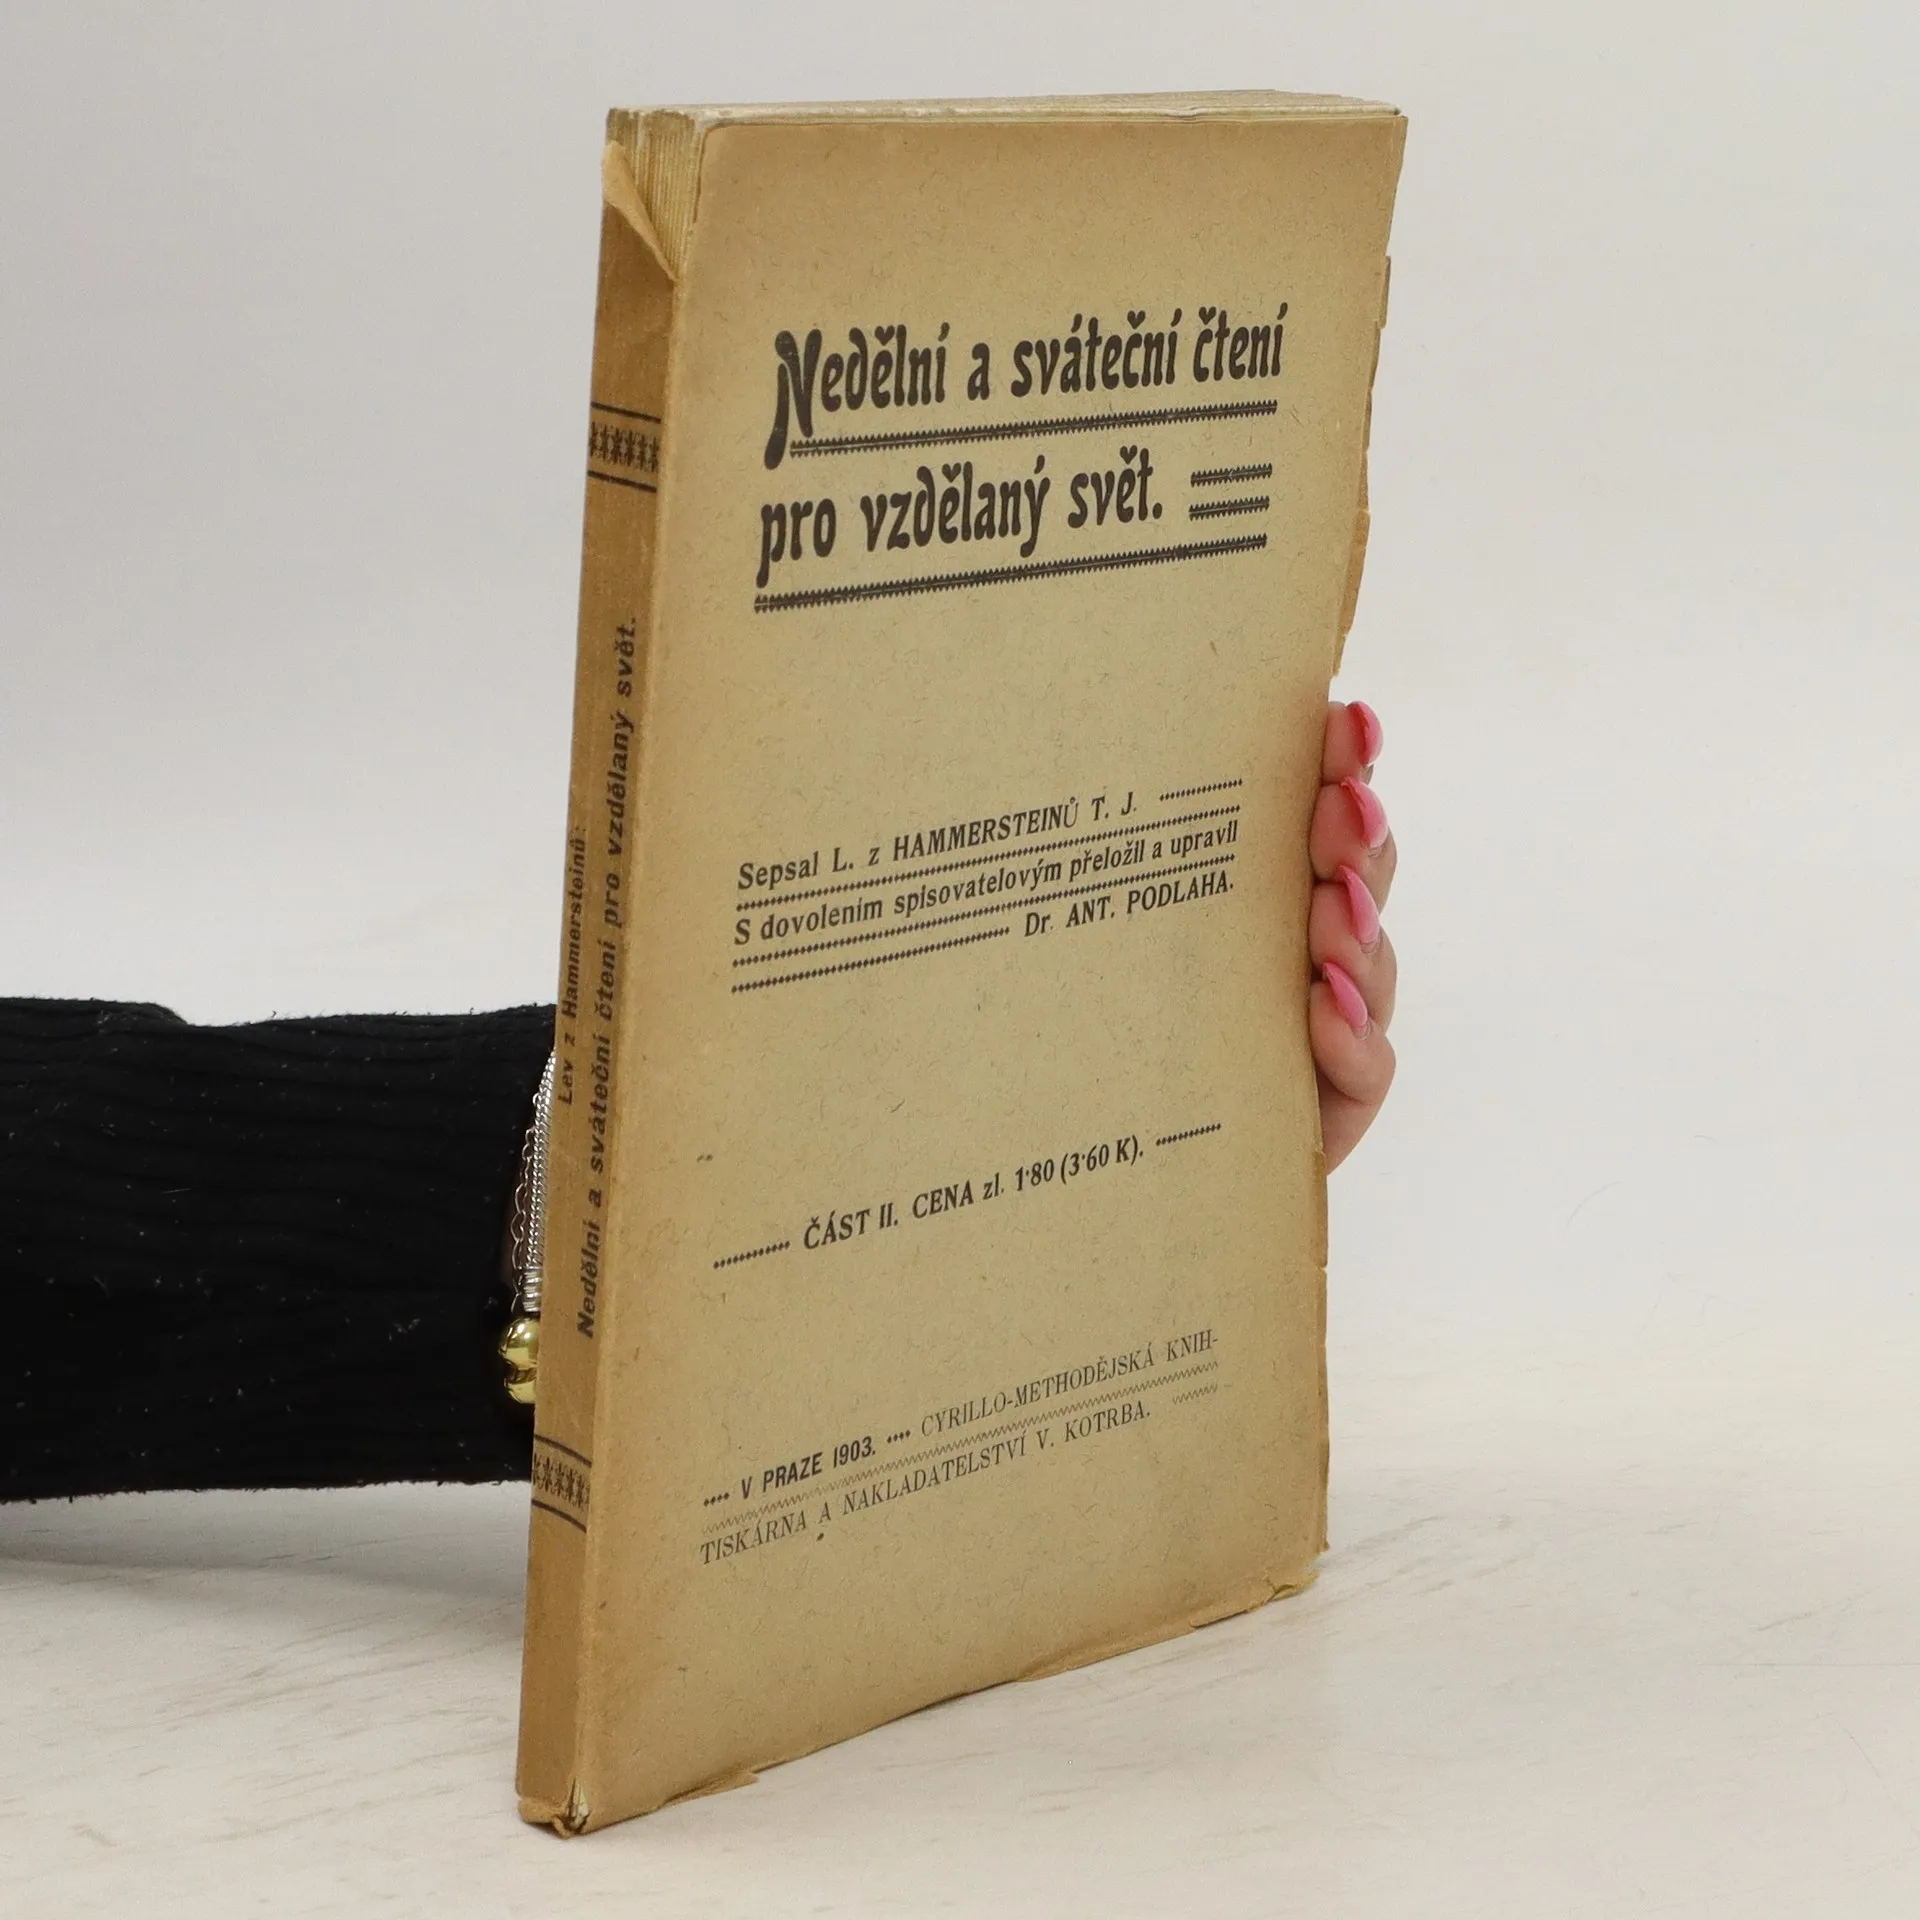 Nedělní a sváteční čtení
pro vzdělaný svět.
Sepsal L. z HAMMERSTEINŮ T. J.
S dovolením spisovatelovým přeložil a upravil
Dr. ANT. PODLAHA.
ČÁST II. CENA zl. 1·80 (3·60 K).
V PRAZE 1903. CYRILLO-METHODĚJSKÁ KNIH-
TISKÁRNA A NAKLADATELSTVÍ V. KOTRBA.
Lev z Hammersteinů:
Nedělní a sváteční čtení pro vzdělaný svět.